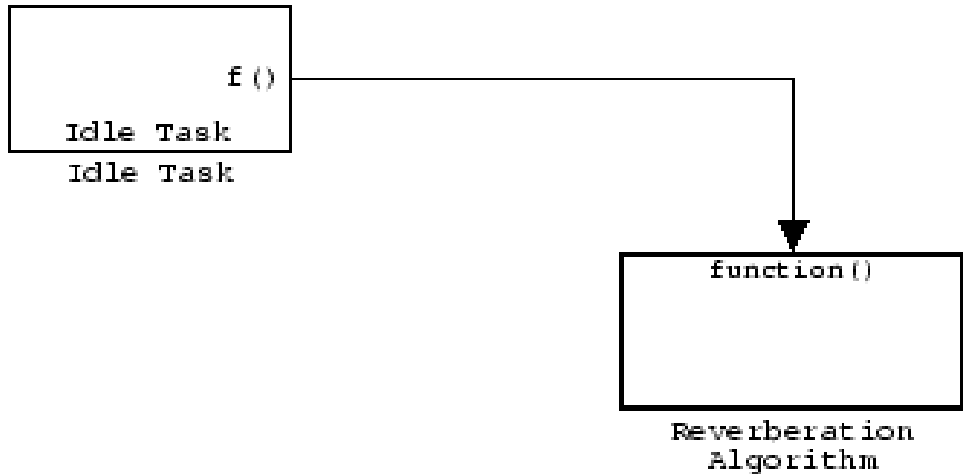 f()
Idle Task
Idle Task
function()
Reverberation
Algorithm